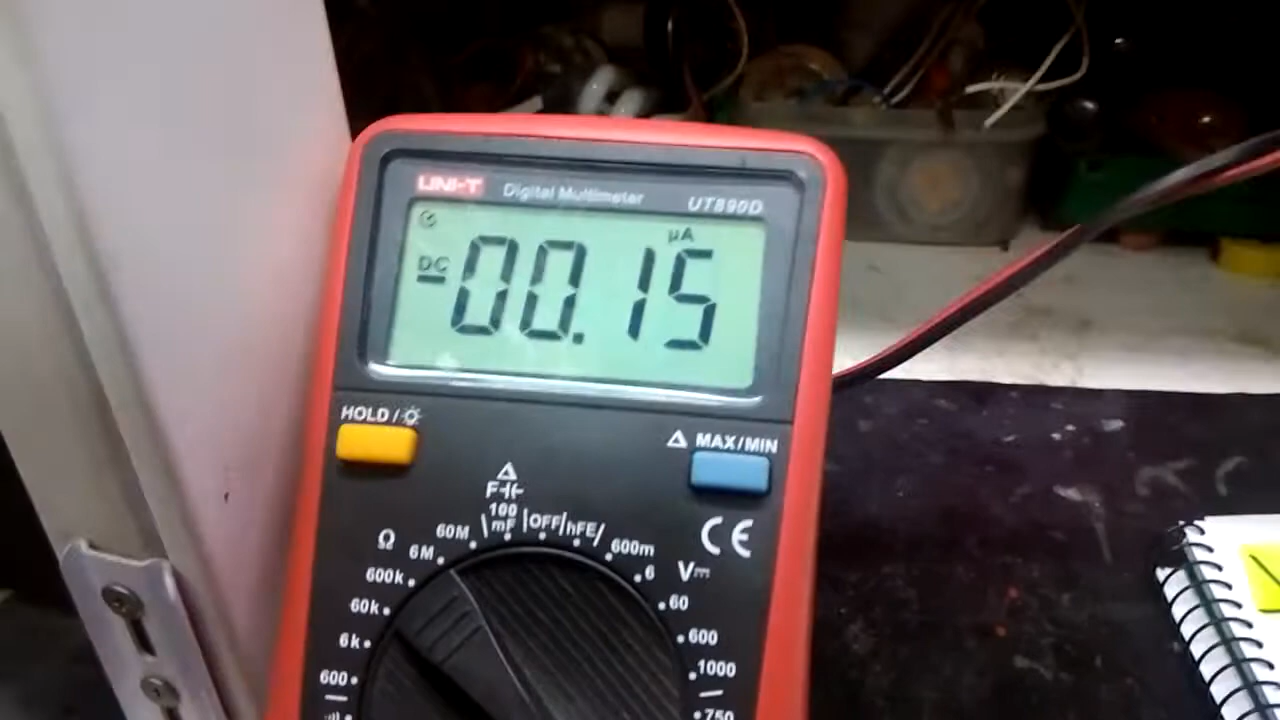 UNI-T Digital Multimeter UT890D
µA
DC 00.15
HOLD /
Δ MAX/MIN
Δ
F
100
mF
OFF
hFE
60M
Ω
6M
600k
60k
6k
600
600m
6
V
60
600
1000
750
CE